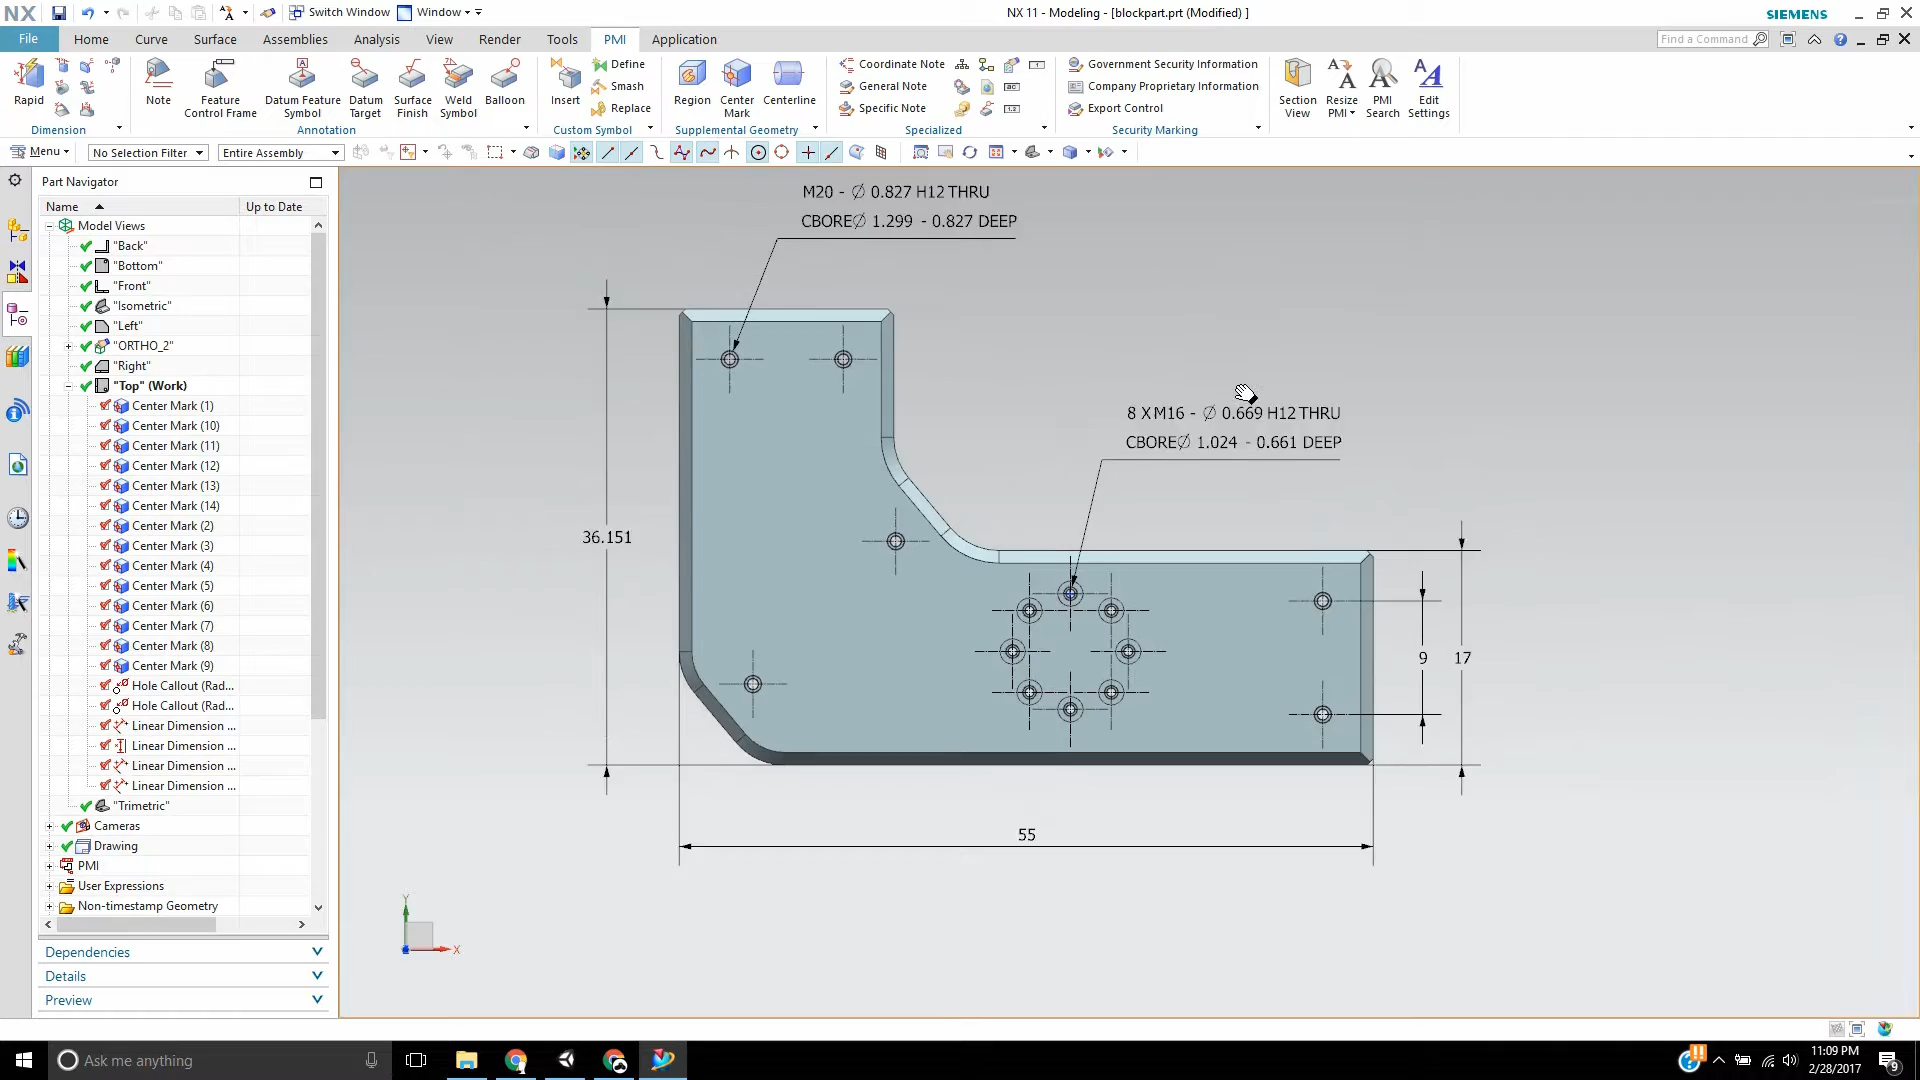 NX
Switch Window
Window
NX 11 - Modeling - [blockpart.prt (Modified) ]
SIEMENS
File
Home
Curve
Surface
Assemblies
Analysis
View
Render
Tools
PMI
Application
Find a Command
Rapid
Dimension
Note
Feature
Control Frame
Datum Feature
Symbol
Datum
Target
Surface
Finish
Weld
Symbol
Balloon
Annotation
Insert
Define
Smash
Replace
Custom Symbol
Region
Center
Mark
Centerline
Supplemental Geometry
Coordinate Note
General Note
Specific Note
Specialized
Government Security Information
Company Proprietary Information
Export Control
Security Marking
Section
View
Resize
PMI
PMI
Search
Edit
Settings
Menu
No Selection Filter
Entire Assembly
Part Navigator
Name
Up to Date
Model Views
"Back"
"Bottom"
"Front"
"Isometric"
"Left"
"ORTHO_2"
"Right"
"Top" (Work)
Center Mark (1)
Center Mark (10)
Center Mark (11)
Center Mark (12)
Center Mark (13)
Center Mark (14)
Center Mark (2)
Center Mark (3)
Center Mark (4)
Center Mark (5)
Center Mark (6)
Center Mark (7)
Center Mark (8)
Center Mark (9)
Hole Callout (Rad...
Hole Callout (Rad...
Linear Dimension ...
Linear Dimension ...
Linear Dimension ...
Linear Dimension ...
"Trimetric"
Cameras
Drawing
PMI
User Expressions
Non-timestamp Geometry
Dependencies
Details
Preview
M20 - ∅ 0.827 H12 THRU
CBORE∅ 1.299 - 0.827 DEEP
8 X M16 - ∅ 0.669 H12 THRU
CBORE∅ 1.024 - 0.661 DEEP
36.151
9
17
55
Y
X
Ask me anything
11:09 PM
2/28/2017
9